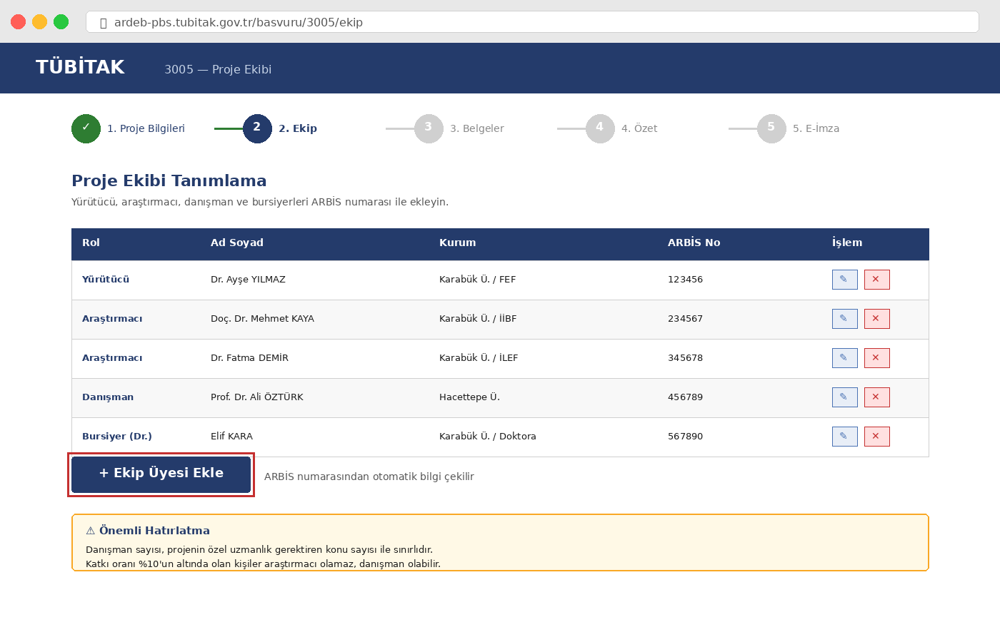 ardeb-pbs.tubitak.gov.tr/basvuru/3005/ekip
TÜBİTAK 3005 — Proje Ekibi
✓ 1. Proje Bilgileri 2 2. Ekip 3 3. Belgeler 4 4. Özet 5 5. E-İmza
Proje Ekibi Tanımlama
Yürütücü, araştırmacı, danışman ve bursiyerleri ARBİS numarası ile ekleyin.
Rol Ad Soyad Kurum ARBİS No İşlem
Yürütücü Dr. Ayşe YILMAZ Karabük Ü. / FEF 123456 ✎ ✕
Araştırmacı Doç. Dr. Mehmet KAYA Karabük Ü. / İİBF 234567 ✎ ✕
Araştırmacı Dr. Fatma DEMİR Karabük Ü. / İLEF 345678 ✎ ✕
Danışman Prof. Dr. Ali ÖZTÜRK Hacettepe Ü. 456789 ✎ ✕
Bursiyer (Dr.) Elif KARA Karabük Ü. / Doktora 567890 ✎ ✕
+ Ekip Üyesi Ekle ARBİS numarasından otomatik bilgi çekilir
⚠ Önemli Hatırlatma
Danışman sayısı, projenin özel uzmanlık gerektiren konu sayısı ile sınırlıdır.
Katkı oranı %10'un altında olan kişiler araştırmacı olamaz, danışman olabilir.